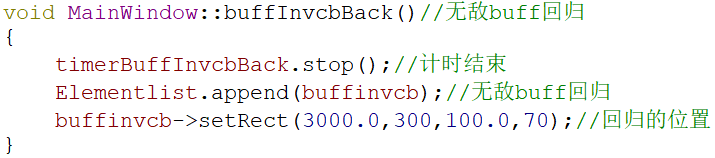 void MainWindow::buffInvcbBack()//无敌buff回归
{
    timerBuffInvcbBack.stop();//计时结束
    Elementlist.append(buffinvcb);//无敌buff回归
    buffinvcb->setRect(3000.0,300,100.0,70);//回归的位置
}